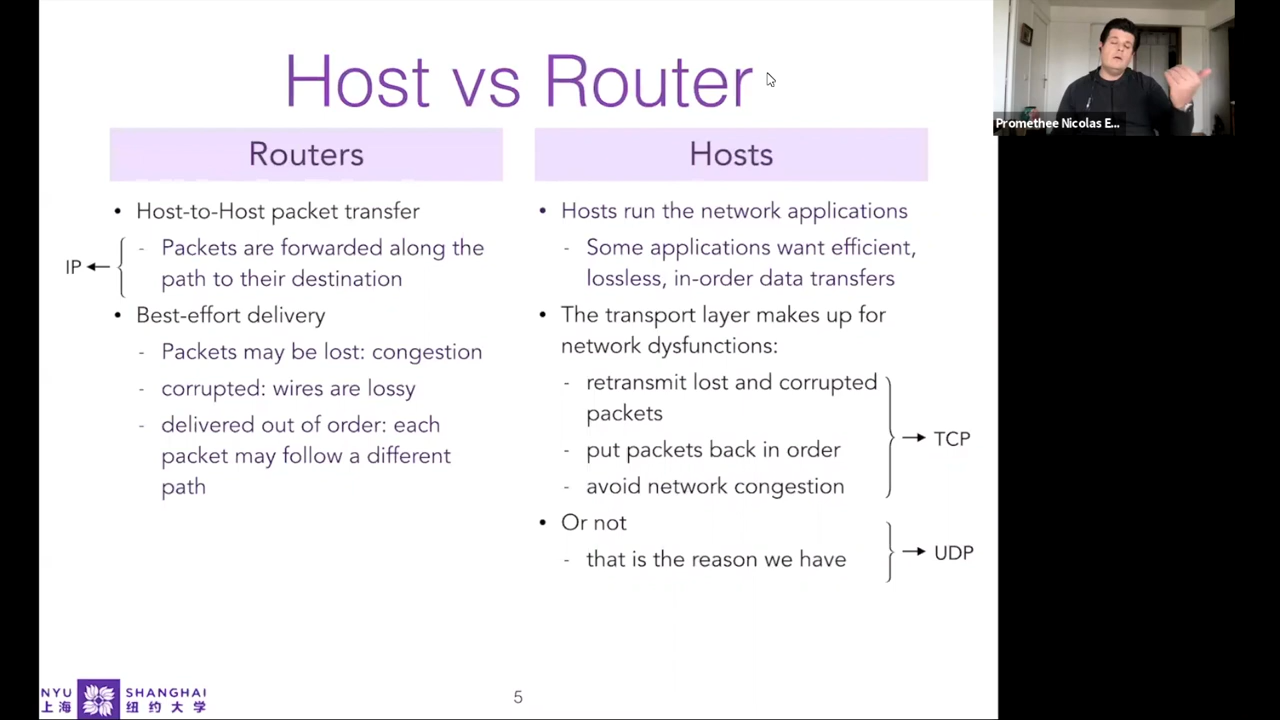 Host vs Router
Routers
• Host-to-Host packet transfer
- Packets are forwarded along the
path to their destination
IP
• Best-effort delivery
- Packets may be lost: congestion
- corrupted: wires are lossy
- delivered out of order: each
packet may follow a different
path
Hosts
• Hosts run the network applications
- Some applications want efficient,
lossless, in-order data transfers
• The transport layer makes up for
network dysfunctions:
- retransmit lost and corrupted
packets
- put packets back in order
- avoid network congestion
TCP
• Or not
- that is the reason we have
UDP
NYU SHANGHAI
上海 纽约大学
5
Promethee Nicolas E...